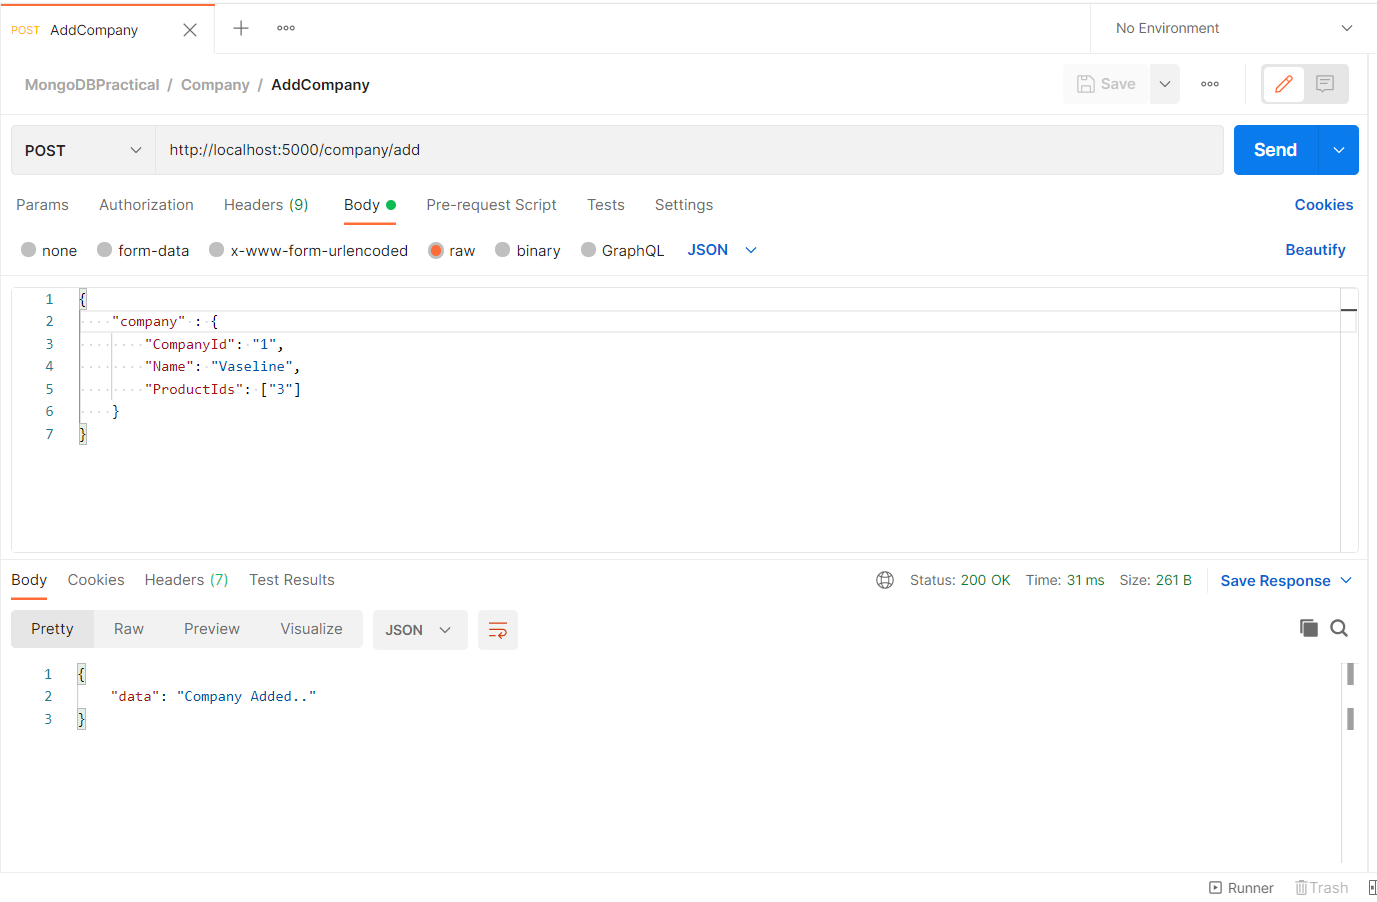 POST AddCompany
No Environment
MongoDBPractical / Company / AddCompany
Save
POST http://localhost:5000/company/add Send
Params Authorization Headers (9) Body Pre-request Script Tests Settings Cookies
none form-data x-www-form-urlencoded raw binary GraphQL JSON Beautify
1 {
2 "company" : {
3 "CompanyId": "1",
4 "Name": "Vaseline",
5 "ProductIds": ["3"]
6 }
7 }
Body Cookies Headers (7) Test Results Status: 200 OK Time: 31 ms Size: 261 B Save Response
Pretty Raw Preview Visualize JSON
1 {
2 "data": "Company Added.."
3 }
Runner Trash